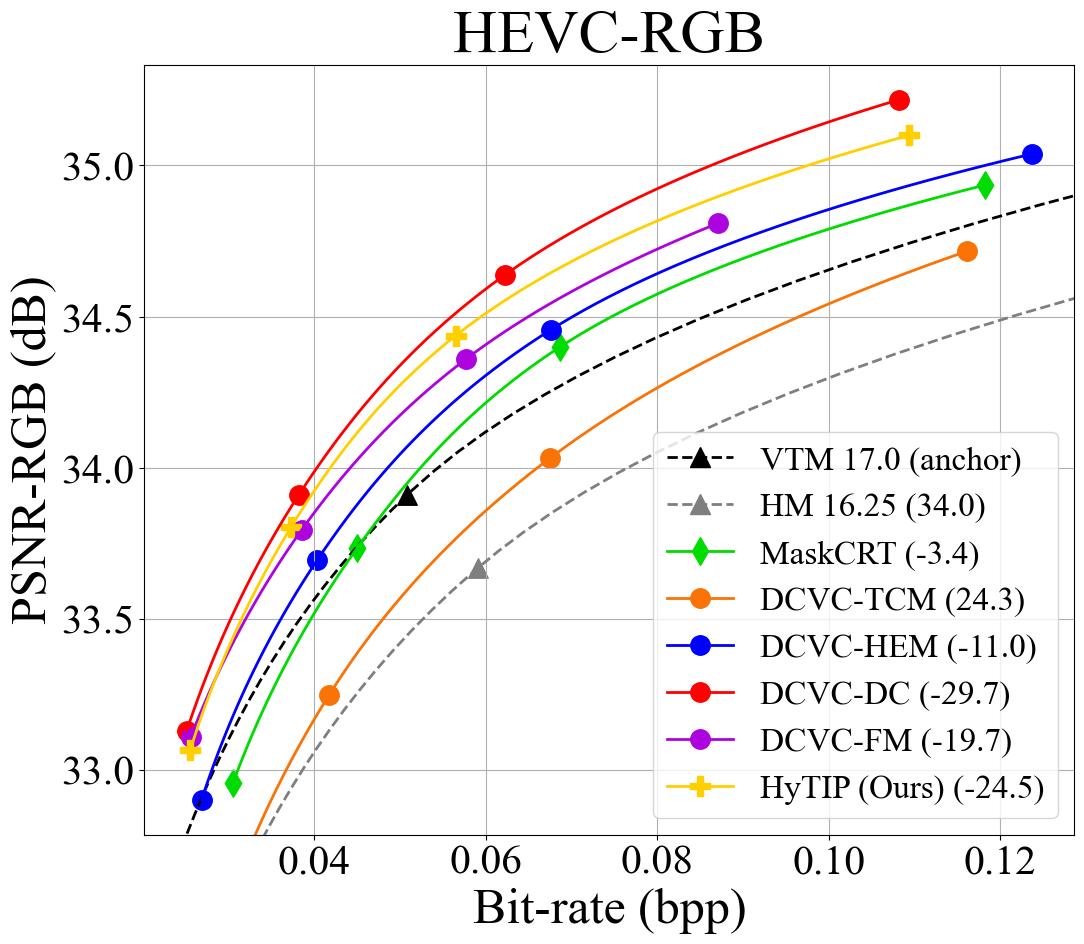 HEVC-RGB
PSNR-RGB (dB)
35.0
34.5
34.0
33.5
33.0
VTM 17.0 (anchor)
HM 16.25 (34.0)
MaskCRT (-3.4)
DCVC-TCM (24.3)
DCVC-HEM (-11.0)
DCVC-DC (-29.7)
DCVC-FM (-19.7)
HyTIP (Ours) (-24.5)
0.04 0.06 0.08 0.10 0.12
Bit-rate (bpp)